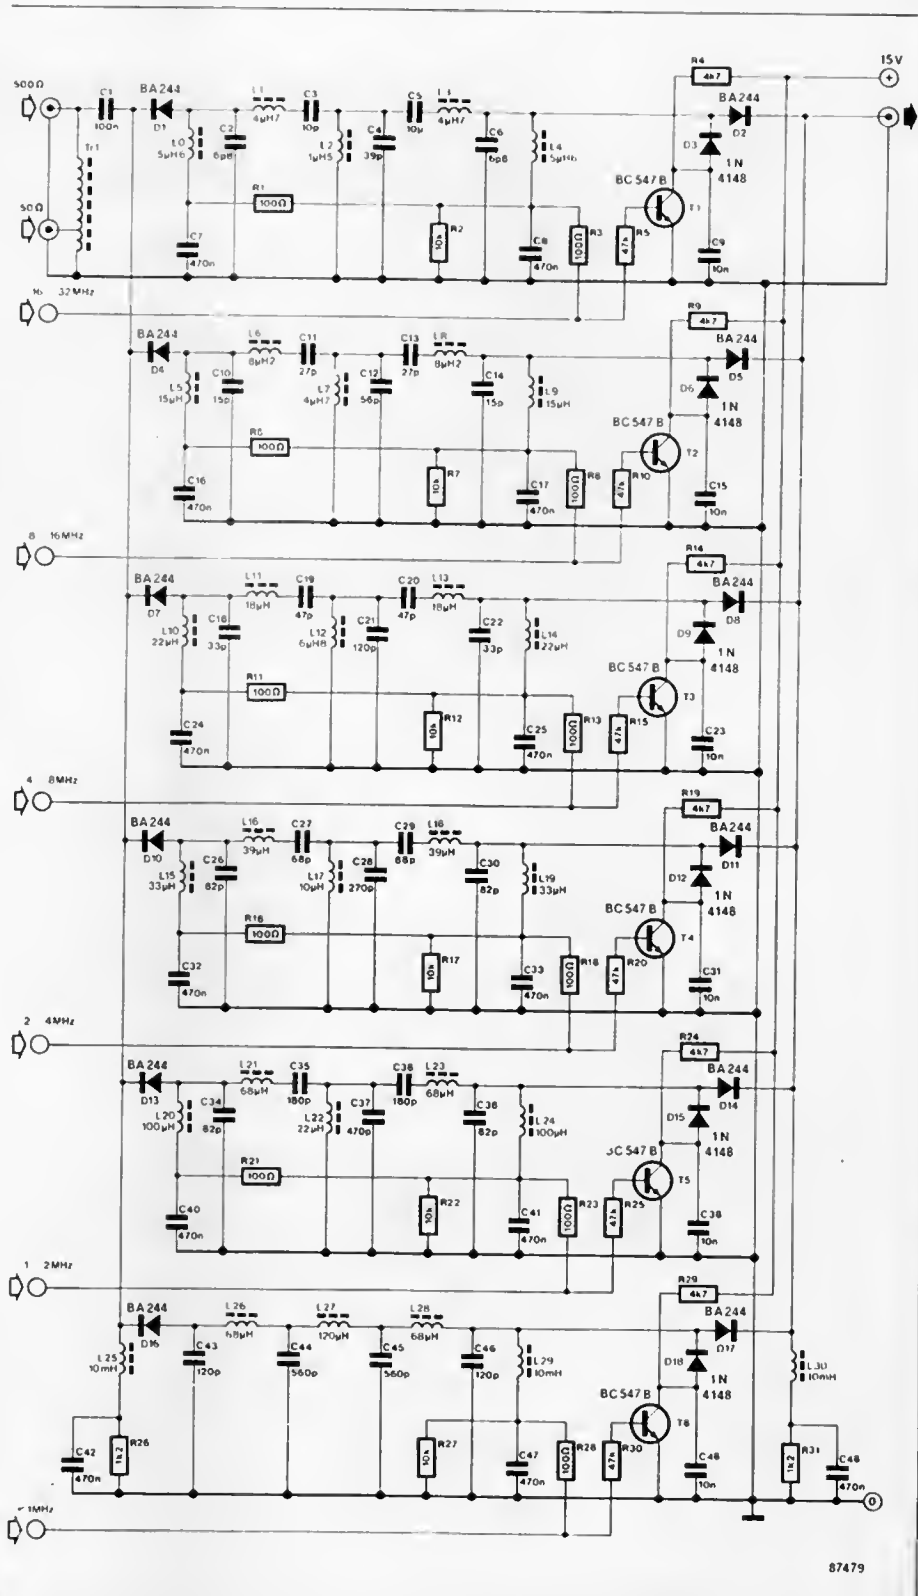 500Ω
C1
100n
BA244
D1
L1
4µH7
C3
10p
C5
10µ
L3
4µH7
R4
4k7
15V
+
BA244
D2
Tr1
L0
5µH6
C2
6p8
L2
1µH5
C4
39p
C6
6p8
L4
5µH6
D3
1N
4148
BC547B
T1
50Ω
R1
100Ω
R2
10k
R3
100Ω
R5
47k
C7
470n
C8
470n
C9
10n
16 32MHz
R9
4k7
BA244
D4
L6
8µH2
C11
27p
C13
27p
L8
8µH2
BA244
D5
L5
15µH
C10
15p
L7
4µH7
C12
56p
C14
15p
L9
15µH
D6
1N
4148
BC547B
T2
R6
100Ω
R7
10k
R8
100Ω
R10
47k
C16
470n
C17
470n
C15
10n
8 16MHz
R14
4k7
BA244
D7
L11
18µH
C19
47p
C20
47p
L13
18µH
BA244
D8
L10
22µH
C18
33p
L12
6µH8
C21
120p
C22
33p
L14
22µH
D9
1N
4148
BC547B
T3
R11
100Ω
R12
10k
R13
100Ω
R15
47k
C24
470n
C25
470n
C23
10n
4 8MHz
R19
4k7
BA244
D10
L16
39µH
C27
68p
C29
68p
L18
39µH
BA244
D11
L15
33µH
C26
82p
L17
10µH
C28
270p
C30
82p
L19
33µH
D12
1N
4148
BC547B
T4
R16
100Ω
R17
10k
R18
100Ω
R20
47k
C32
470n
C33
470n
C31
10n
2 4MHz
R24
4k7
BA244
D13
L21
68µH
C35
180p
C36
180p
L23
68µH
BA244
D14
L20
100µH
C34
82p
L22
22µH
C37
470p
C38
82p
L24
100µH
D15
1N
4148
BC547B
T5
R21
100Ω
R22
10k
R23
100Ω
R25
47k
C40
470n
C41
470n
C38
10n
1 2MHz
R29
4k7
BA244
D16
L26
68µH
L27
120µH
L28
68µH
BA244
D17
L25
10mH
C43
120p
C44
560p
C45
560p
C46
120p
L29
10mH
D18
1N
4148
L30
10mH
BC547B
T6
C42
470n
R26
1k2
R27
10k
C47
470n
R28
100Ω
R30
47k
C48
10n
R31
1k2
C48
470n
0
1MHz
87479